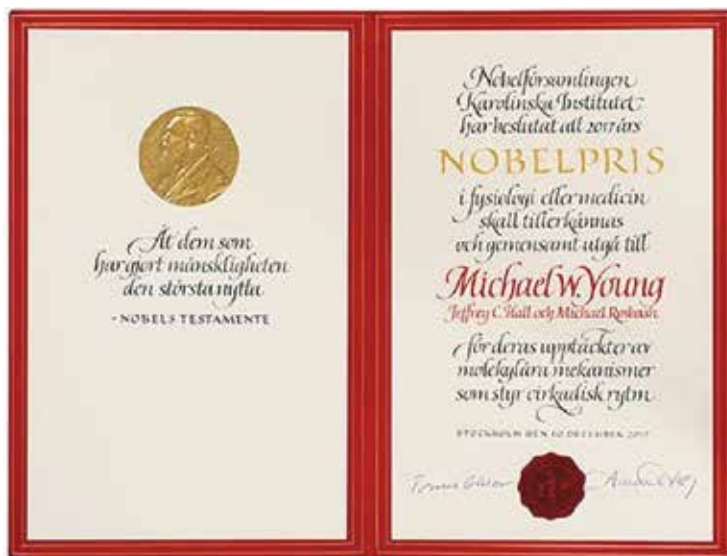 Åt dem som
har gjort mänskligheten
den största nytta
- NOBELS TESTAMENTE
Nobelförsamlingen
Karolinska Institutet
har beslutat att 2017 års
NOBELPRIS
i fysiologi eller medicin
skall tillerkännas
och gemensamt utgå till
Michael W. Young
Jeffrey C. Hall och Michael Rosbash
för deras upptäckter av
molekylära mekanismer
som styr cirkadisk rytm
STOCKHOLM DEN 10 DECEMBER 2017